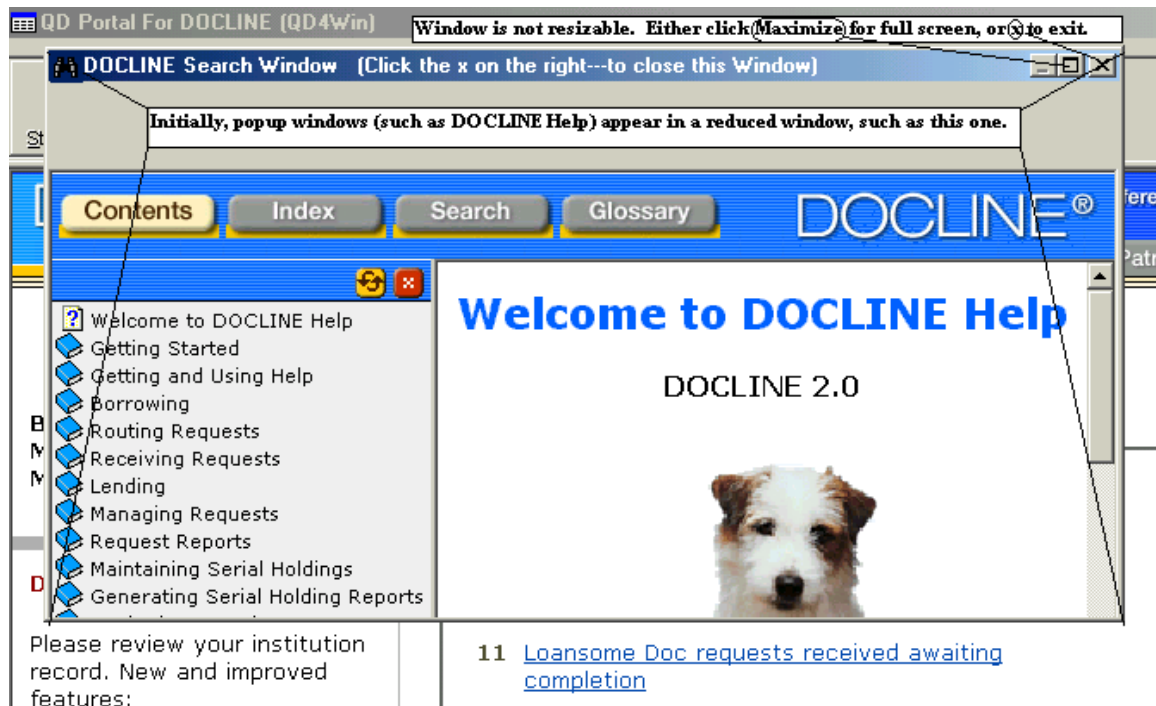 QD Portal For DOCLINE (QD4Win)
Window is not resizable.  Either click Maximize for full screen, or x to exit.
DOCLINE Search Window   (Click the x on the right---to close this Window)
Initially, popup windows (such as DOCLINE Help) appear in a reduced window, such as this one.
Contents
Index
Search
Glossary
DOCLINE®
Welcome to DOCLINE Help
Getting Started
Getting and Using Help
Borrowing
Routing Requests
Receiving Requests
Lending
Managing Requests
Request Reports
Maintaining Serial Holdings
Generating Serial Holding Reports
Welcome to DOCLINE Help
DOCLINE 2.0
Please review your institution
record. New and improved
features:
11 Loansome Doc requests received awaiting
completion